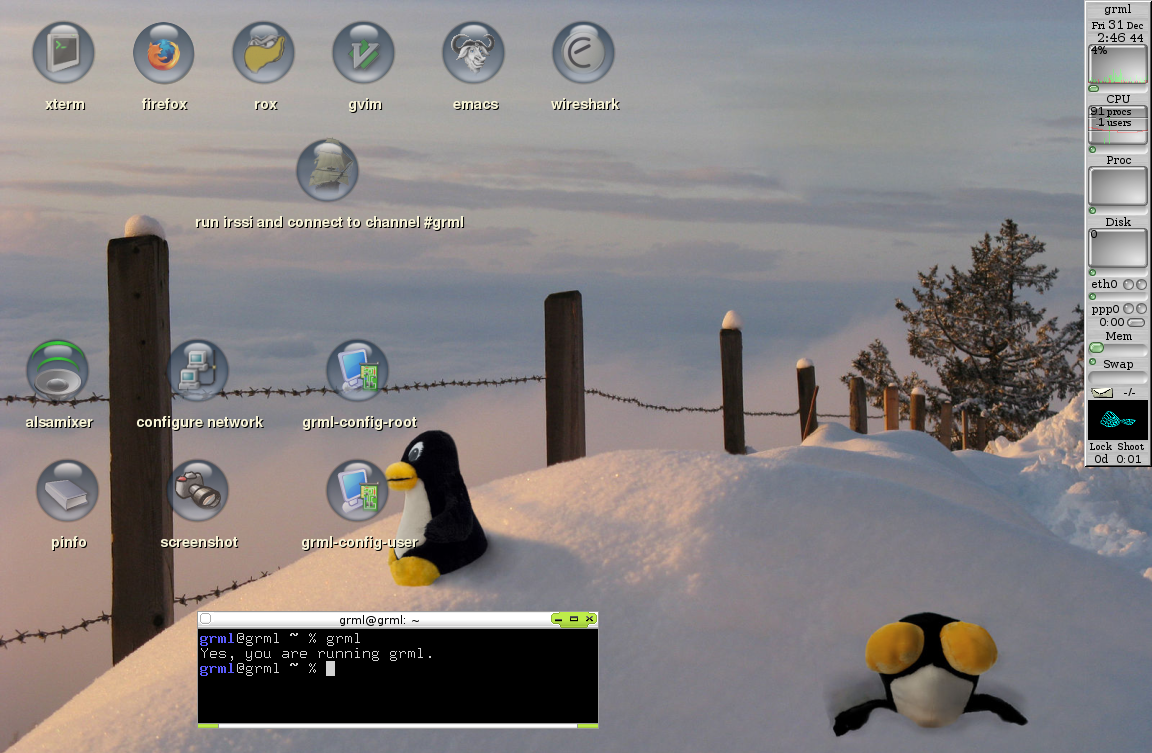 xterm
firefox
rox
gvim
emacs
wireshark
run irssi and connect to channel #grml
alsamixer
configure network
grml-config-root
pinfo
screenshot
grml-config-user
grml@grml: ~
grml@grml ~ % grml
Yes, you are running grml.
grml@grml ~ %
grml
Fri 31 Dec
2:46 44
4%
CPU
91 procs
-1 users
Proc
Disk
0
eth0
ppp0
0:00
Mem
Swap
-/-
Lock Shoot
0d 0:01